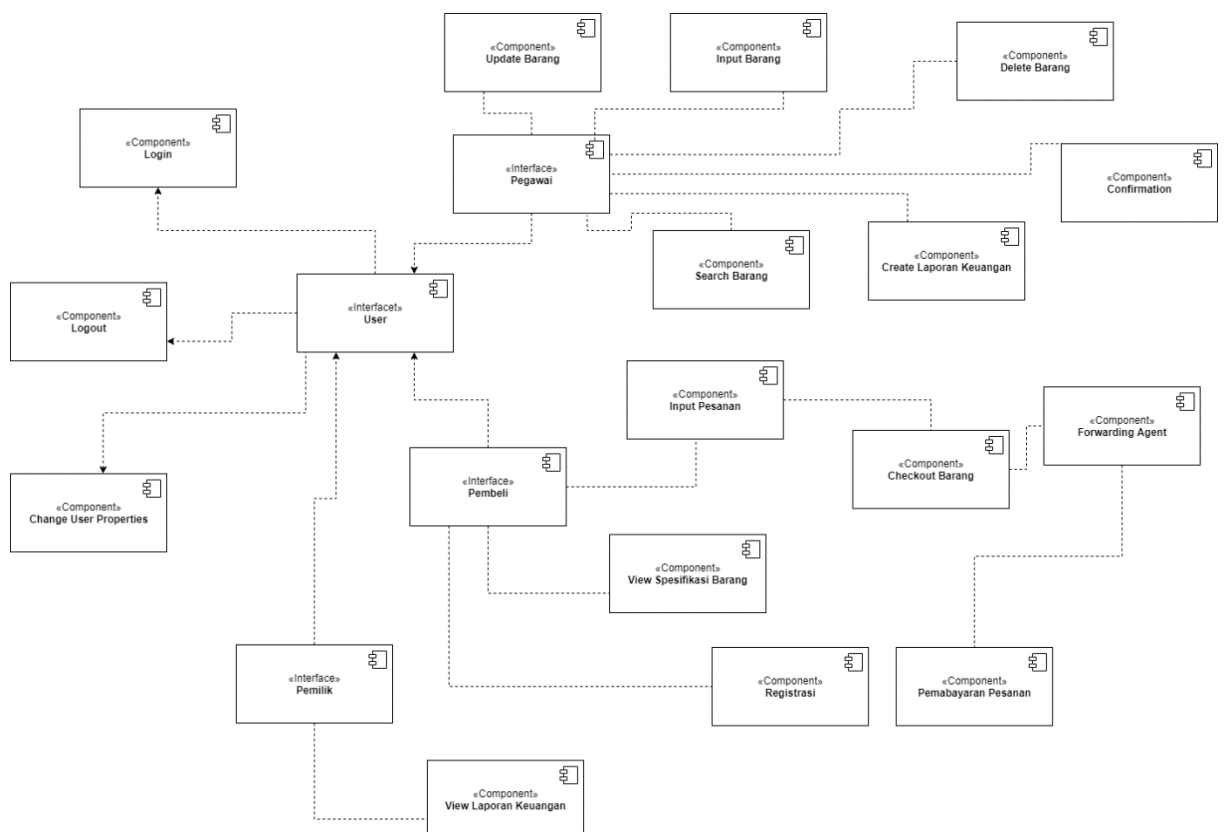 «Component»
Update Barang
«Component»
Input Barang
«Component»
Delete Barang
«Component»
Login
«Interface»
Pegawai
«Component»
Confirmation
«Component»
Search Barang
«Component»
Create Laporan Keuangan
«Component»
Logout
«Interfacet»
User
«Component»
Input Pesanan
«Component»
Forwarding Agent
«Component»
Checkout Barang
«Interface»
Pembeli
«Component»
Change User Properties
«Component»
View Spesifikasi Barang
«Interface»
Pemilik
«Component»
Registrasi
«Component»
Pemabayaran Pesanan
«Component»
View Laporan Keuangan